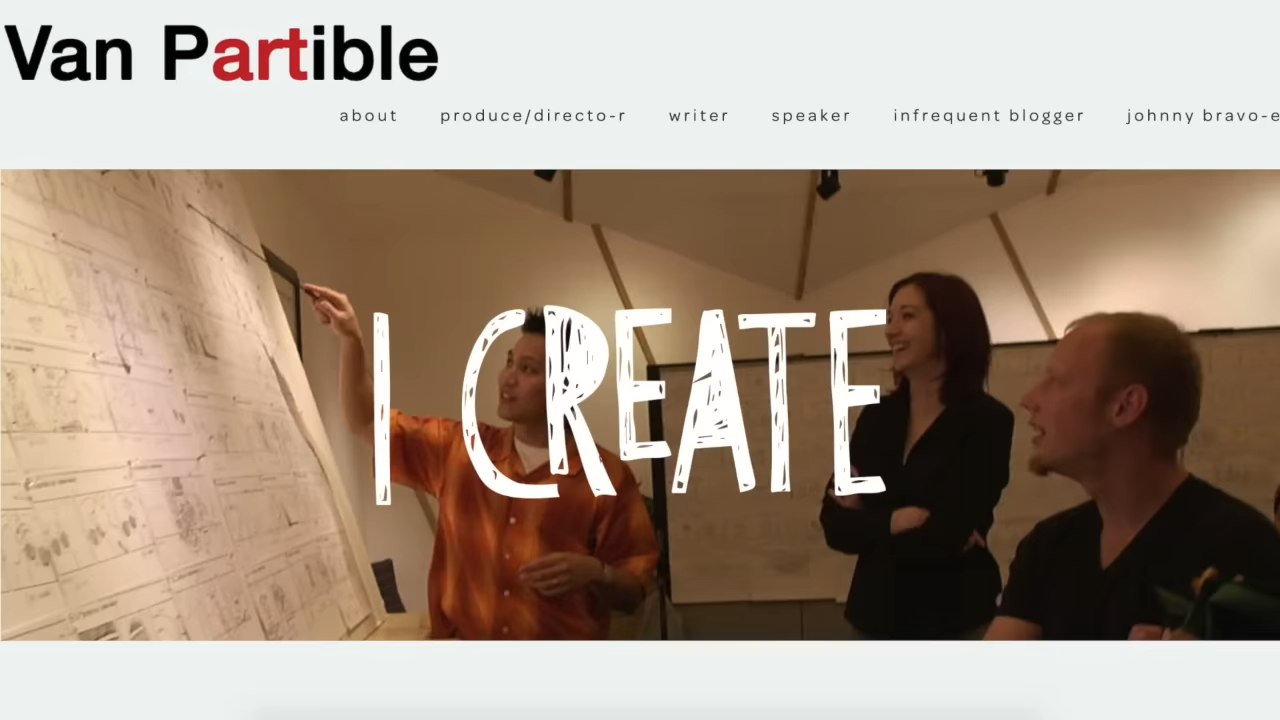 Van Partible
about produce/directo-r writer speaker infrequent blogger johnny bravo-e
I CREATE